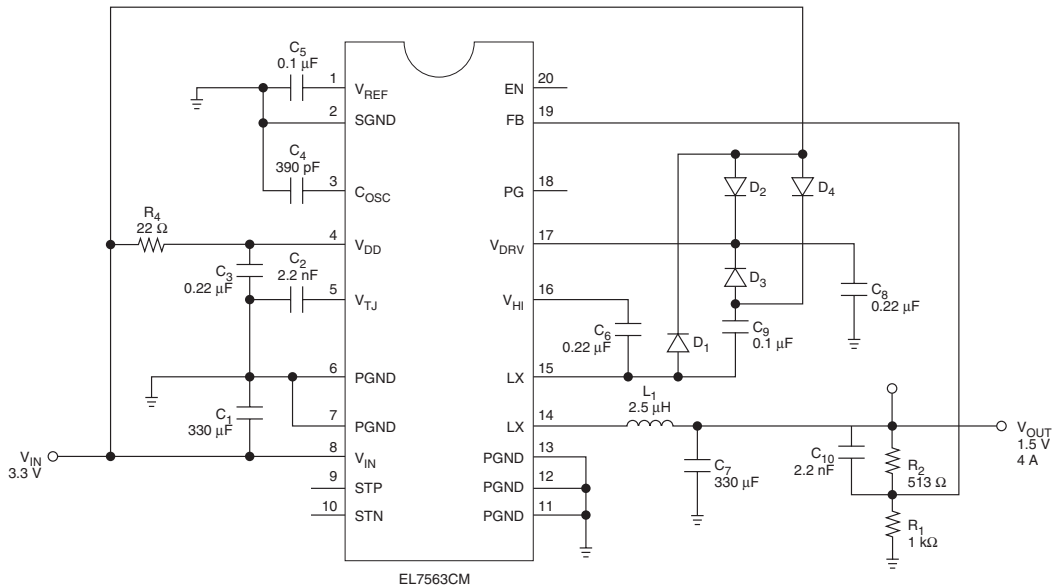 C5
0.1 µF
1
VREF
2
SGND
C4
390 pF
3
COSC
R4
22 Ω
4
VDD
C3
0.22 µF
C2
2.2 nF
5
VTJ
6
PGND
C1
330 µF
7
PGND
VIN
3.3 V
8
VIN
9
STP
10
STN
EL7563CM
20
EN
19
FB
18
PG
D2
D4
17
VDRV
D3
16
VHI
C6
0.22 µF
D1
C9
0.1 µF
C8
0.22 µF
15
LX
L1
2.5 µH
14
LX
C7
330 µF
C10
2.2 nF
R2
513 Ω
VOUT
1.5 V
4 A
13
PGND
12
PGND
11
PGND
R1
1 kΩ